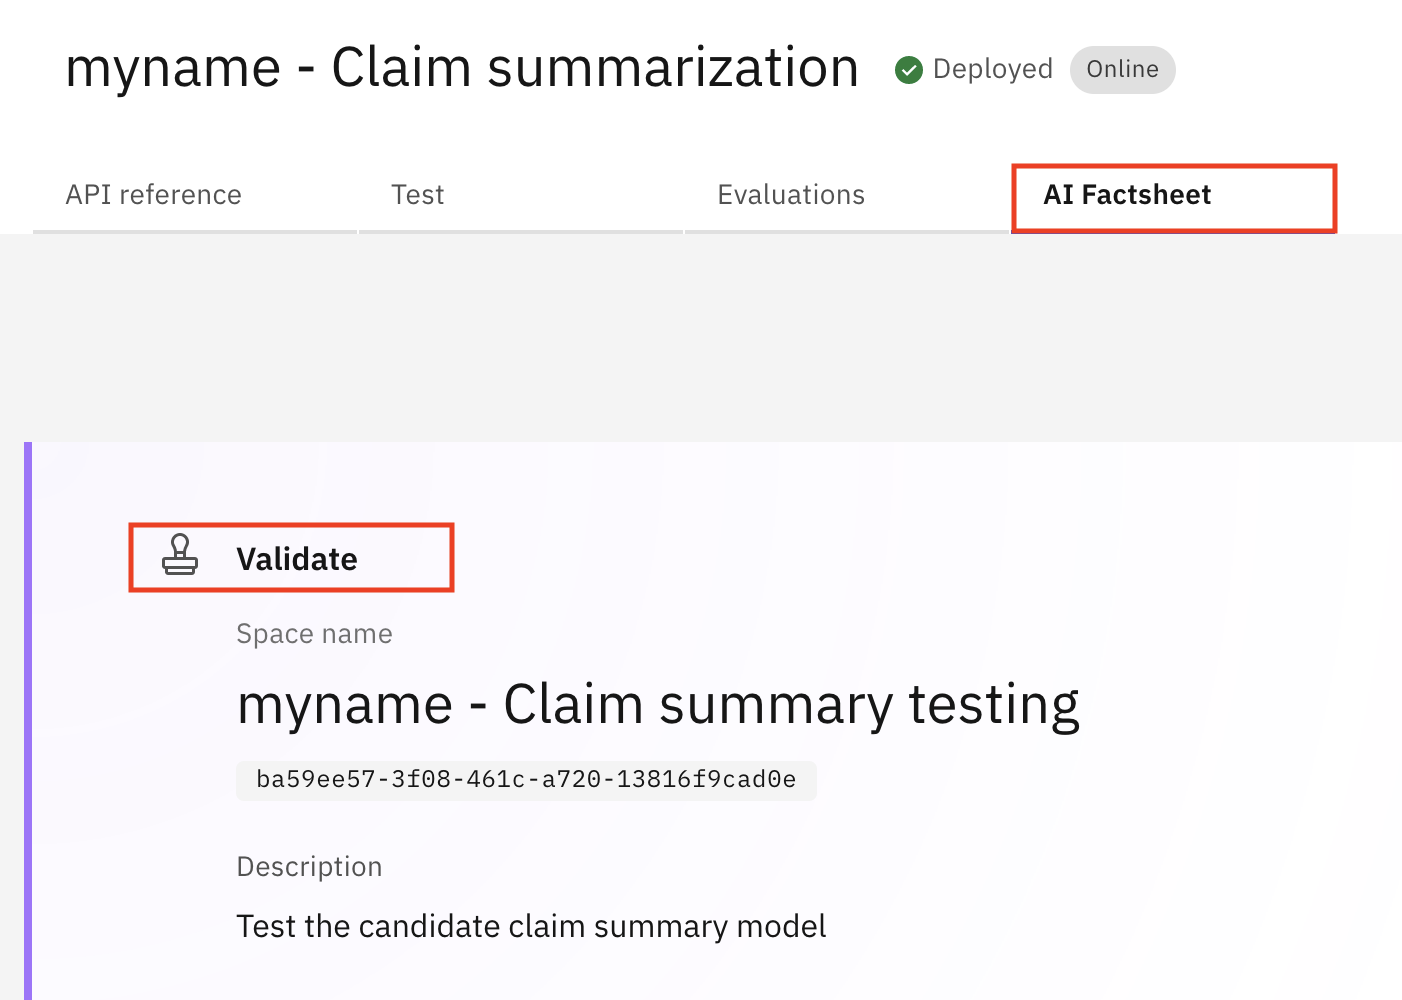 myname - Claim summarization Deployed Online
API reference Test Evaluations AI Factsheet
Validate
Space name
myname - Claim summary testing
ba59ee57-3f08-461c-a720-13816f9cad0e
Description
Test the candidate claim summary model